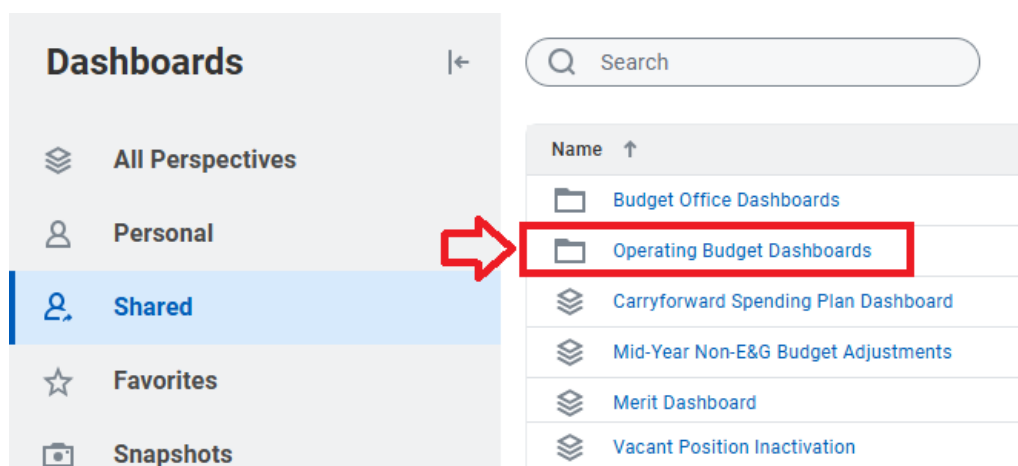 Dashboards
All Perspectives
Personal
Shared
Favorites
Snapshots
Search
Name
Budget Office Dashboards
Operating Budget Dashboards
Carryforward Spending Plan Dashboard
Mid-Year Non-E&G Budget Adjustments
Merit Dashboard
Vacant Position Inactivation